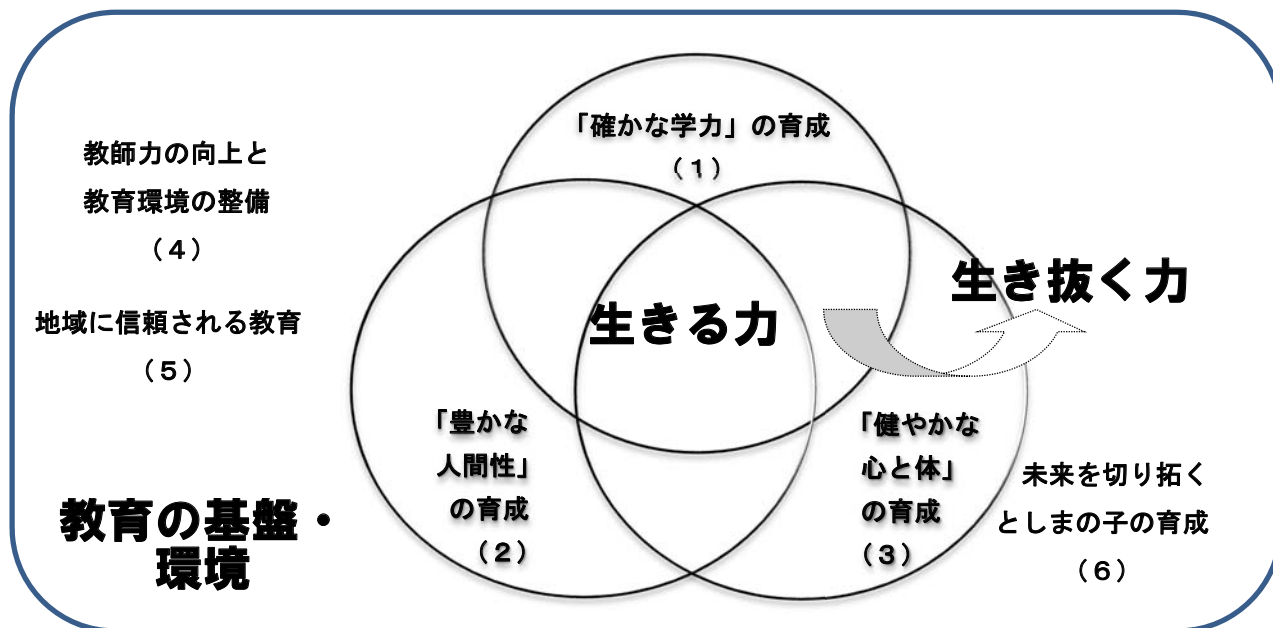 「確かな学力」の育成
（１）
教師力の向上と
教育環境の整備
（４）
地域に信頼される教育
（５）
生きる力
生き抜く力
「豊かな
人間性」
の育成
（２）
「健やかな
心と体」
の育成
（３）
未来を切り拓く
としまの子の育成
（６）
教育の基盤・
環境